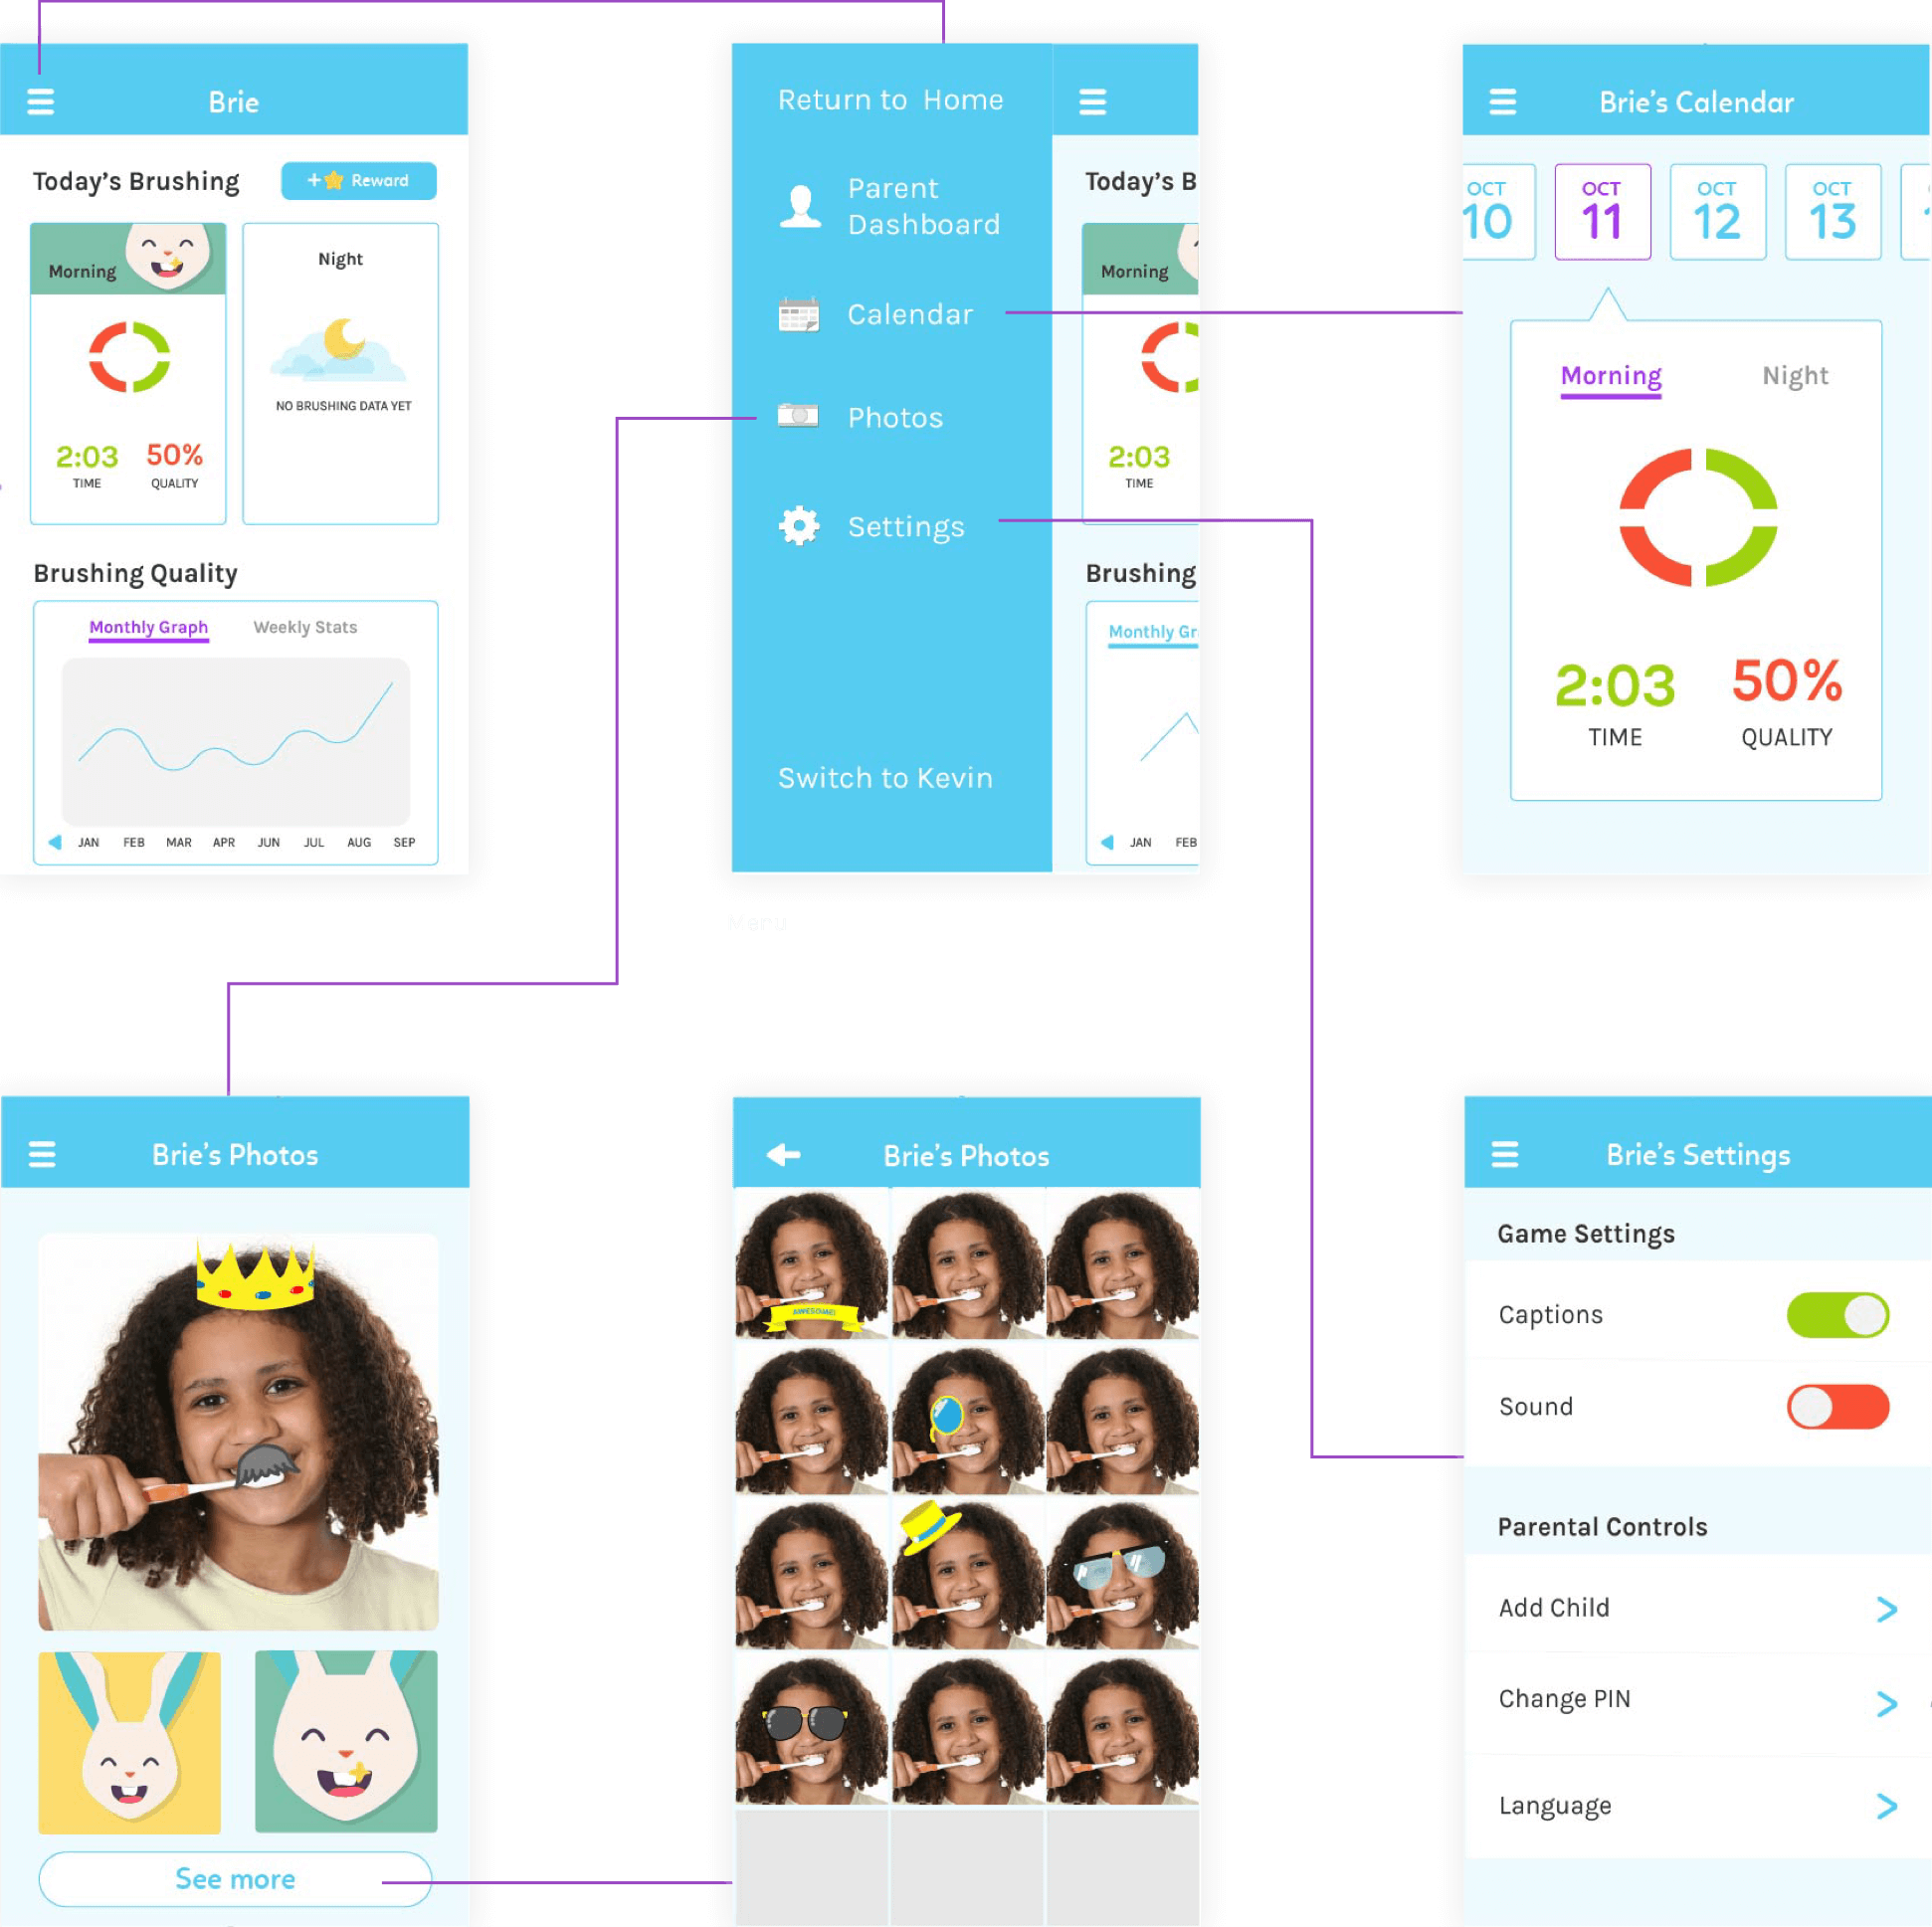 Brie
Today's Brushing
+ Reward
Morning
Night
NO BRUSHING DATA YET
2:03
50%
TIME
QUALITY
Brushing Quality
Monthly Graph
Weekly Stats
JAN FEB MAR APR JUN JUL AUG SEP
Return to Home
Parent
Dashboard
Calendar
Photos
Settings
Switch to Kevin
Today's B
Morning
2:03
TIME
Brushing
Monthly Gr
JAN FEB
Menu
Brie's Calendar
OCT
10
OCT
11
OCT
12
OCT
13
Morning
Night
2:03
50%
TIME
QUALITY
Brie's Photos
See more
Brie's Photos
AWESOME!
Brie's Settings
Game Settings
Captions
Sound
Parental Controls
Add Child
Change PIN
Language